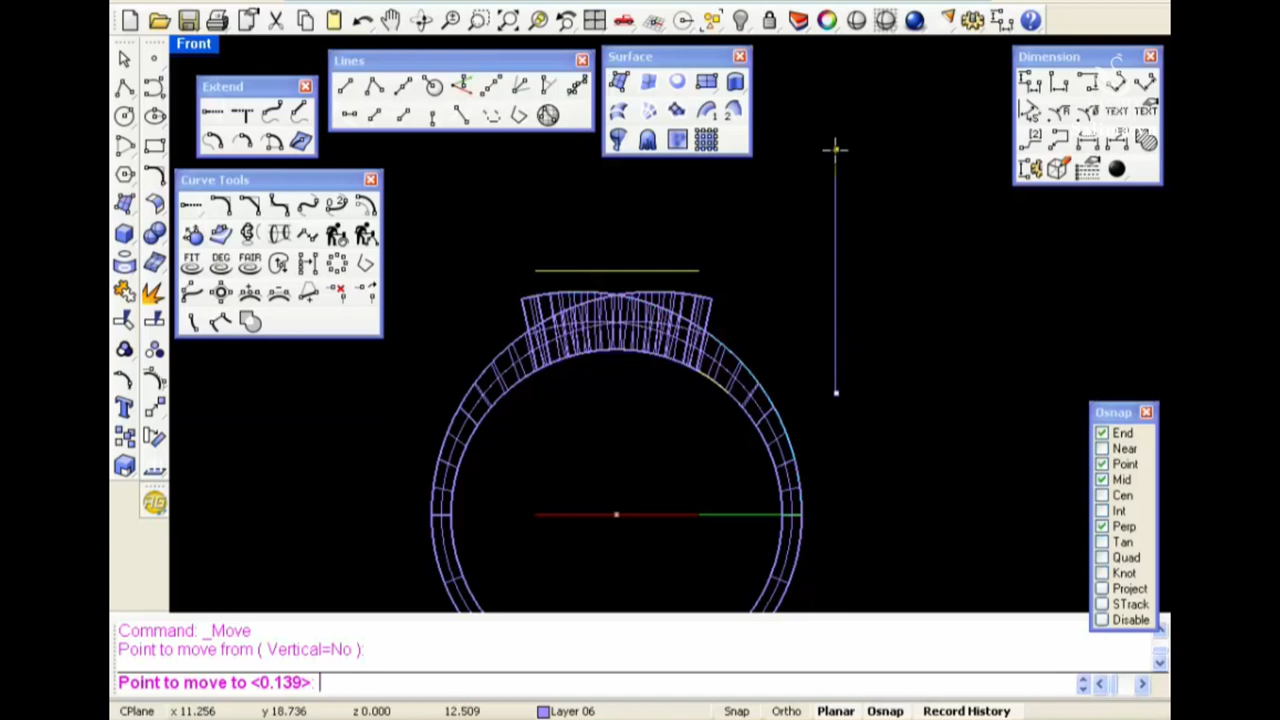 Front
Extend
Lines
Surface
Dimension
TEXT TEXT
Curve Tools
FIT DEG FAIR
Osnap
End
Near
Point
Mid
Cen
Int
Perp
Tan
Quad
Knot
Project
STrack
Disable
Command: _Move
Point to move from ( Vertical=No ):
Point to move to <0.139>:
CPlane x 11.256 y 18.736 z 0.000 12.509 Layer 06 Snap Ortho Planar Osnap Record History